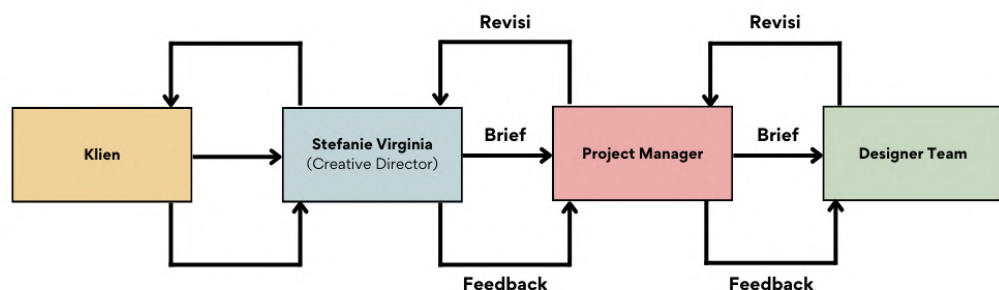 Revisi
Revisi
Klien
Stefanie Virginia
(Creative Director)
Brief
Project Manager
Brief
Designer Team
Feedback
Feedback